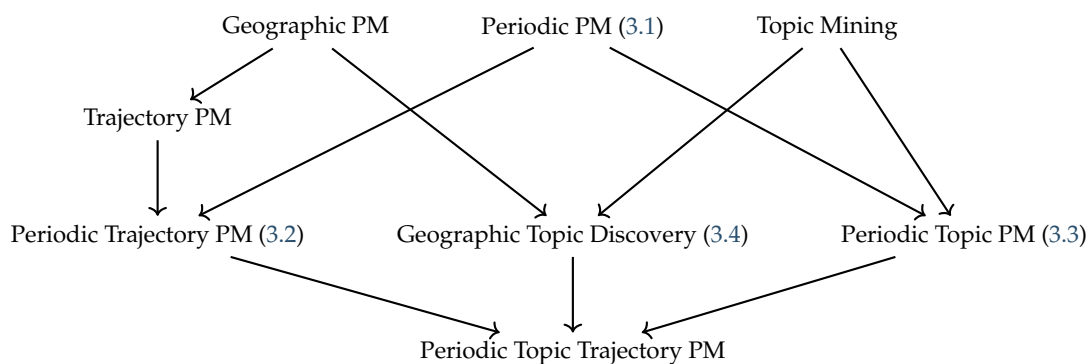 Geographic PM
Periodic PM (3.1)
Topic Mining
Trajectory PM
Periodic Trajectory PM (3.2)
Geographic Topic Discovery (3.4)
Periodic Topic PM (3.3)
Periodic Topic Trajectory PM